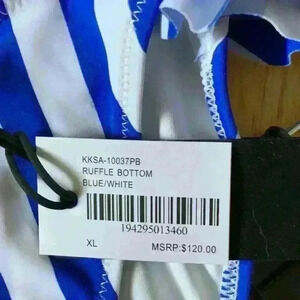 KKSA-10037PB
RUFFLE BOTTOM
BLUE/WHITE
194295013460
XL MSRP:$120.00